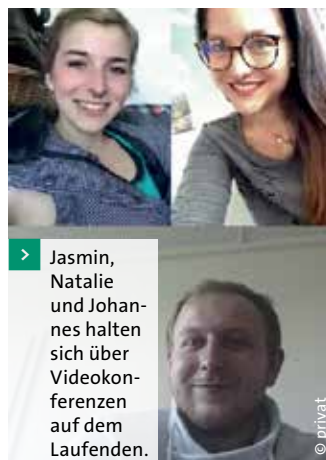 Jasmin,
Natalie
und Johan-
nes halten
sich über
Videokon-
ferenzen
auf dem
Laufenden.
© privat